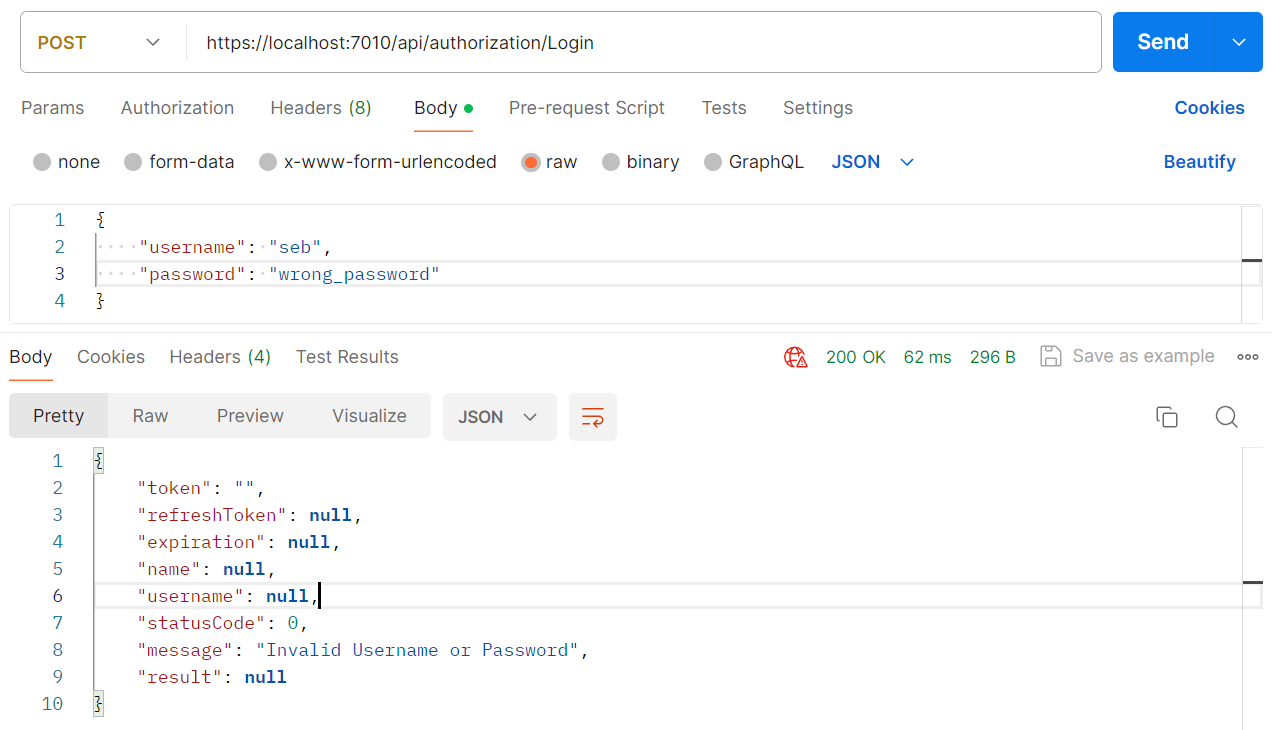 POST https://localhost:7010/api/authorization/Login Send
Params Authorization Headers (8) Body Pre-request Script Tests Settings Cookies
none form-data x-www-form-urlencoded raw binary GraphQL JSON Beautify
1 {
2 ····"username":·"seb",
3 ····"password":·"wrong_password"
4 }
Body Cookies Headers (4) Test Results 200 OK 62 ms 296 B Save as example
Pretty Raw Preview Visualize JSON
1 {
2 "token": "",
3 "refreshToken": null,
4 "expiration": null,
5 "name": null,
6 "username": null,
7 "statusCode": 0,
8 "message": "Invalid Username or Password",
9 "result": null
10 }